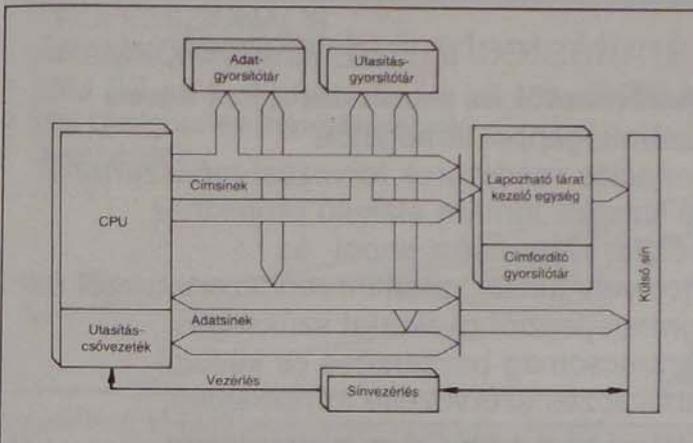 Adat-
gyorsítótár
Utasítás-
gyorsítótár
CPU
Címsínek
Lapozható tárat
kezelő egység
Címfordító
gyorsítótár
Külső sín
Utasítás-
csővezeték
Adatsínek
Vezérlés
Sínvezérlés